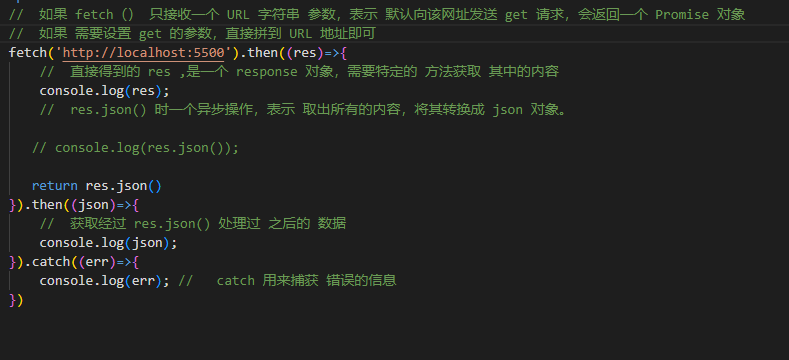 //  如果 fetch（） 只接收一个 URL 字符串 参数，表示 默认向该网址发送 get 请求，会返回一个 Promise 对象
//  如果 需要设置 get 的参数，直接拼到 URL 地址即可
fetch('http://localhost:5500').then((res)=>{
    //  直接得到的 res ,是一个 response 对象，需要特定的 方法获取 其中的内容
    console.log(res);
    //  res.json() 时一个异步操作，表示 取出所有的内容，将其转换成 json 对象。
   // console.log(res.json());
   return res.json()
}).then((json)=>{
    //  获取经过 res.json() 处理过 之后的 数据
    console.log(json);
}).catch((err)=>{
    console.log(err); //   catch 用来捕获 错误的信息
})